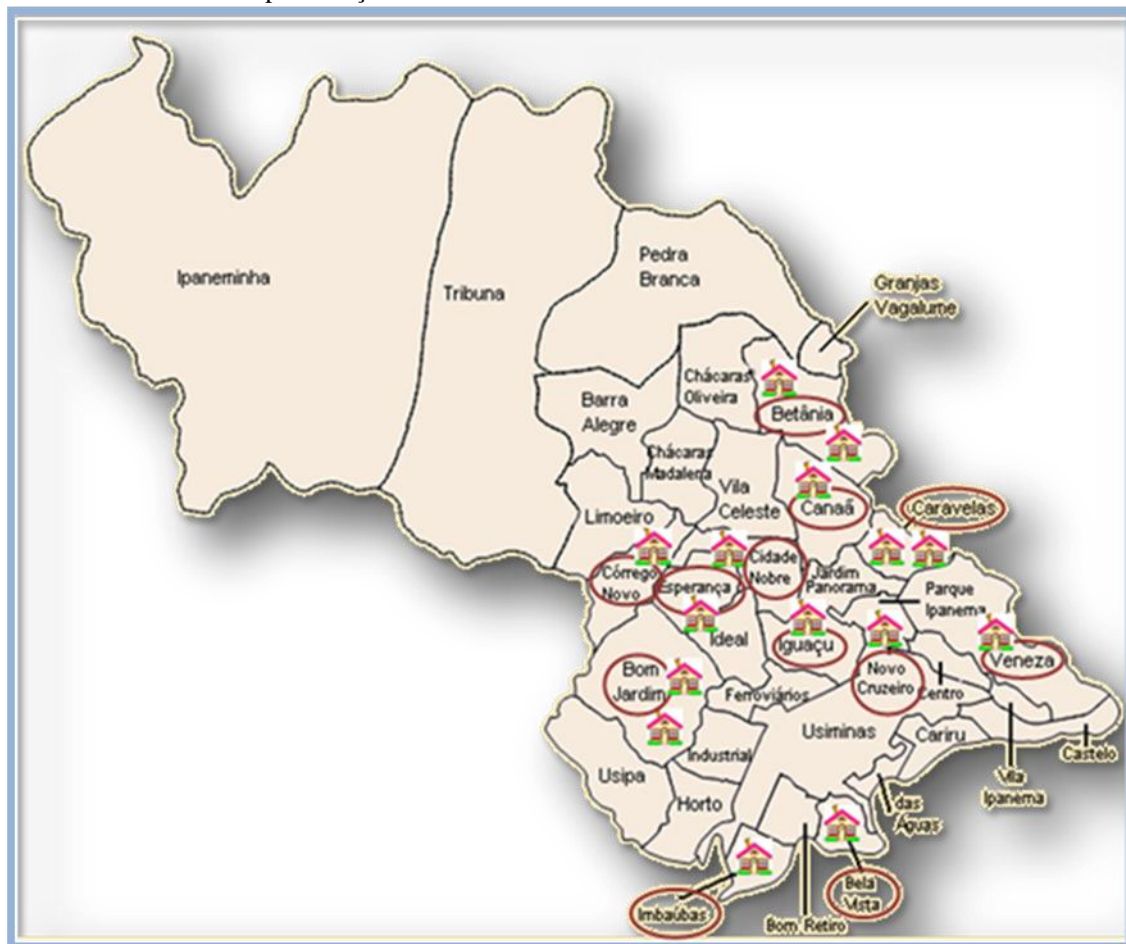 Ipaneminha
Tribuna
Pedra
Branca
Granjas
Vagalume
Chácaras
Oliveira
Betânia
Barra
Alegre
Chácaras
Madalena
Vila
Celeste
Canaã
Caravelas
Limoeiro
Córrego
Novo
Esperança
Cidade
Nobre
Jardim
Panorama
Parque
Ipanema
Ideal
Iguaçu
Novo
Cruzeiro
Centro
Veneza
Bom
Jardim
Ferroviários
Usiminas
Cariru
Castelo
Vila
Ipanema
Industrial
Usipa
Horto
das
Águas
Imbaúbas
Bom Retiro
Bela
Vista